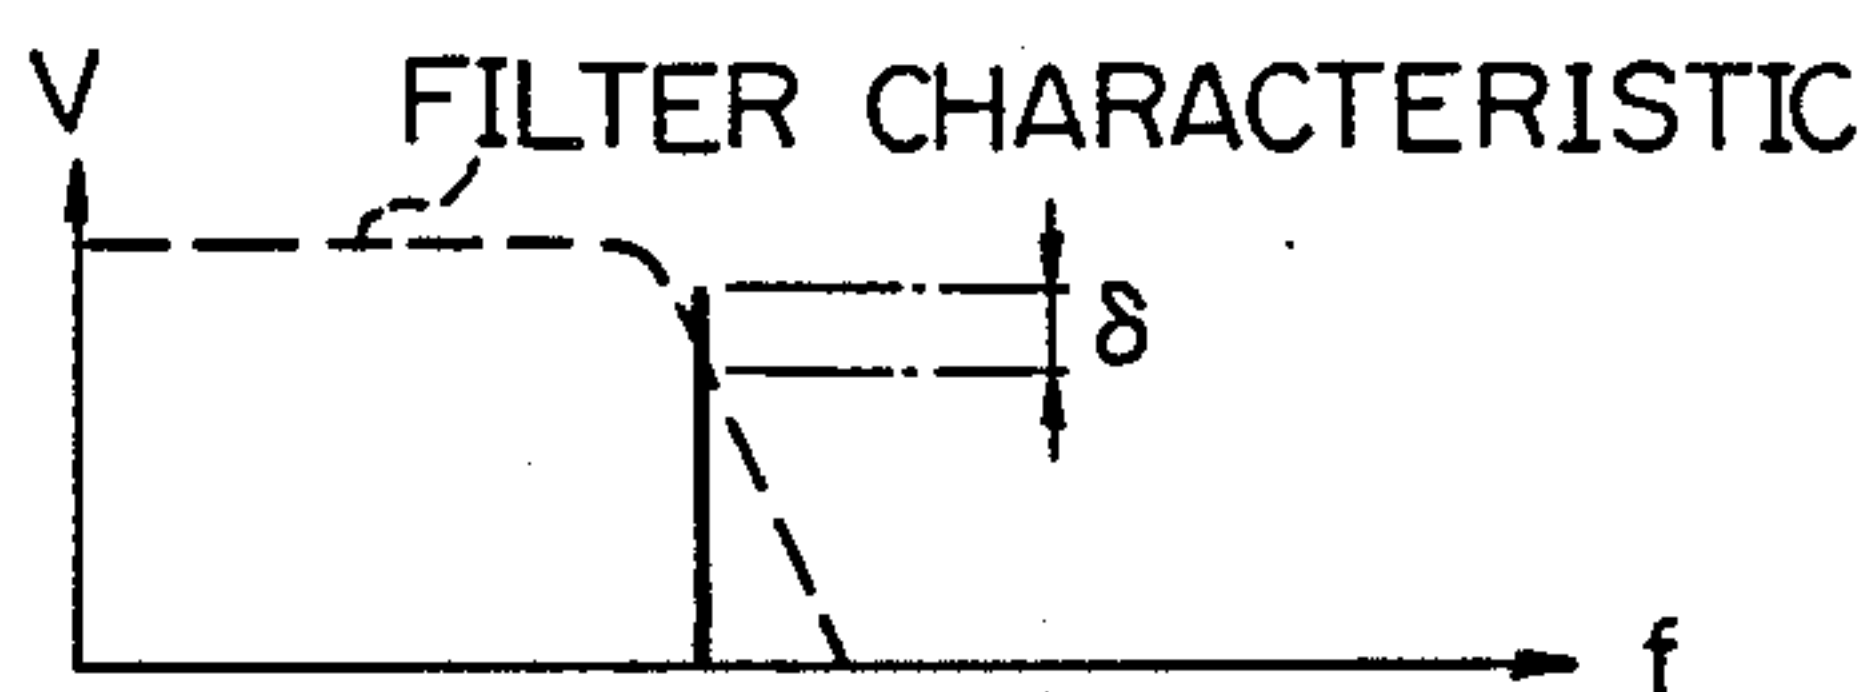 V
FILTER CHARACTERISTIC
δ
f